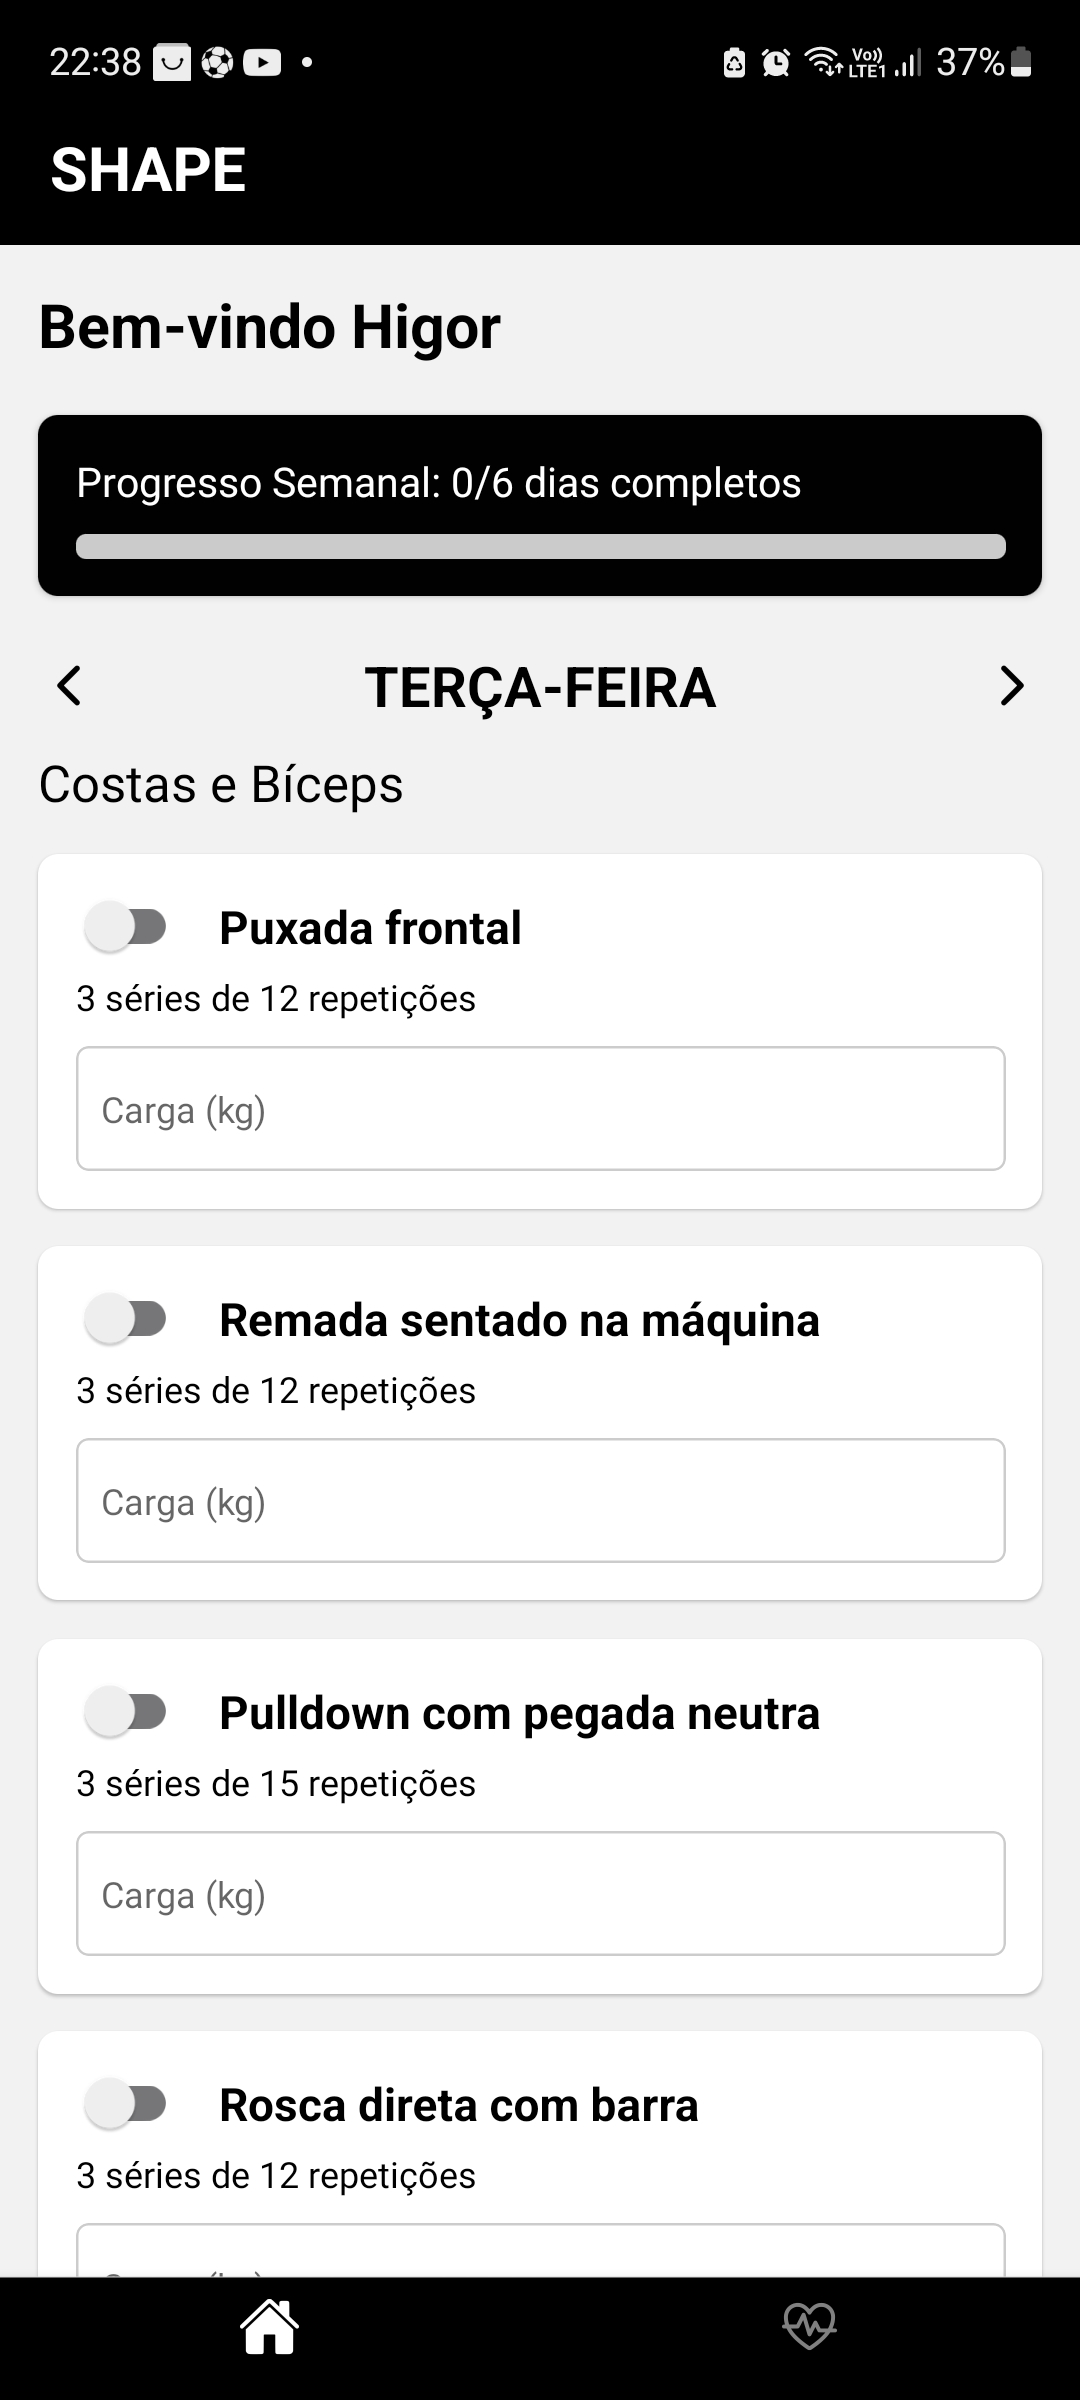 22:38
Vo)) LTE1 37%
SHAPE
Bem-vindo Higor
Progresso Semanal: 0/6 dias completos
TERÇA-FEIRA
Costas e Bíceps
Puxada frontal
3 séries de 12 repetições
Carga (kg)
Remada sentado na máquina
3 séries de 12 repetições
Carga (kg)
Pulldown com pegada neutra
3 séries de 15 repetições
Carga (kg)
Rosca direta com barra
3 séries de 12 repetições